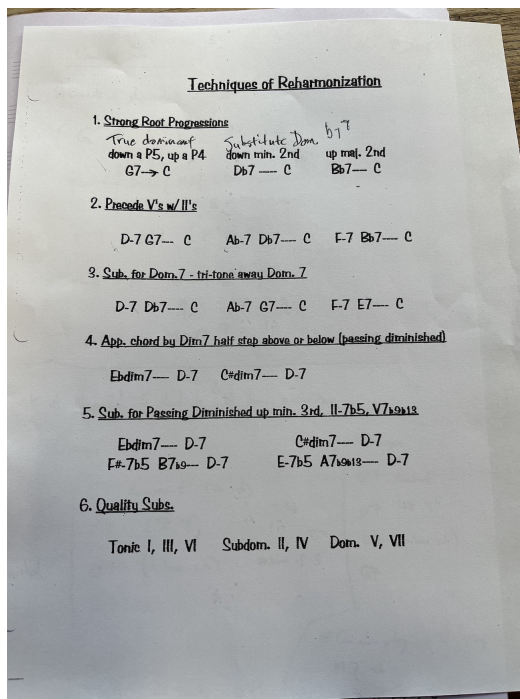 Techniques of Reharmonization
1. Strong Root Progressions
True dominant Substitute Dom. b77
down a P5, up a P4 down min. 2nd up maj. 2nd
G7→ C Db7 ---- C Bb7--- C
2. Precede V's w/ II's
D-7 G7--- C Ab-7 Db7---- C F-7 Bb7---- C
3. Sub. for Dom.7 - tri-tone away Dom. 7
D-7 Db7---- C Ab-7 G7---- C F-7 E7---- C
4. App. chord by Dim7 half step above or below (passing diminished)
Ebdim7---- D-7 C#dim7---- D-7
5. Sub. for Passing Diminished up min. 3rd, II-7b5, V7b9b13
Ebdim7---- D-7 C#dim7---- D-7
F#-7b5 B7b9--- D-7 E-7b5 A7b9b13---- D-7
6. Quality Subs.
Tonic I, III, VI Subdom. II, IV Dom. V, VII